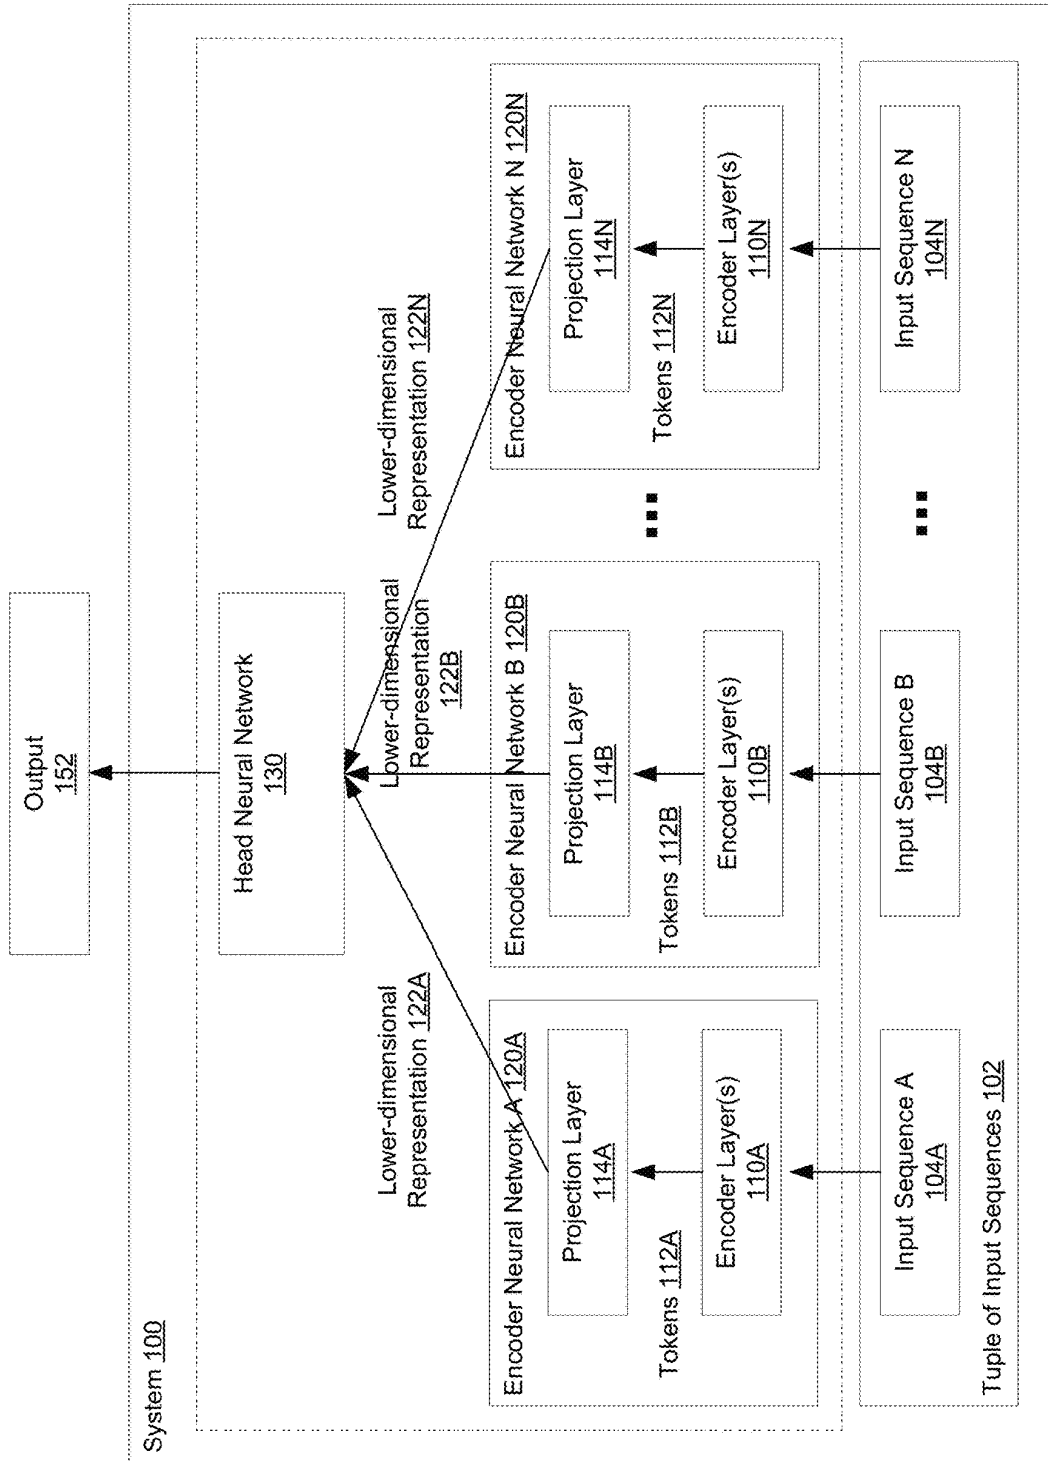 Output
152
System 100
Head Neural Network
130
Lower-dimensional
Representation 122A
Lower-dimensional
Representation
122B
Lower-dimensional
Representation 122N
Encoder Neural Network A 120A
Projection Layer
114A
Tokens 112A
Encoder Layer(s)
110A
Encoder Neural Network B 120B
Projection Layer
114B
Tokens 112B
Encoder Layer(s)
110B
Encoder Neural Network N 120N
Projection Layer
114N
Tokens 112N
Encoder Layer(s)
110N
Input Sequence A
104A
Input Sequence B
104B
Input Sequence N
104N
Tuple of Input Sequences 102